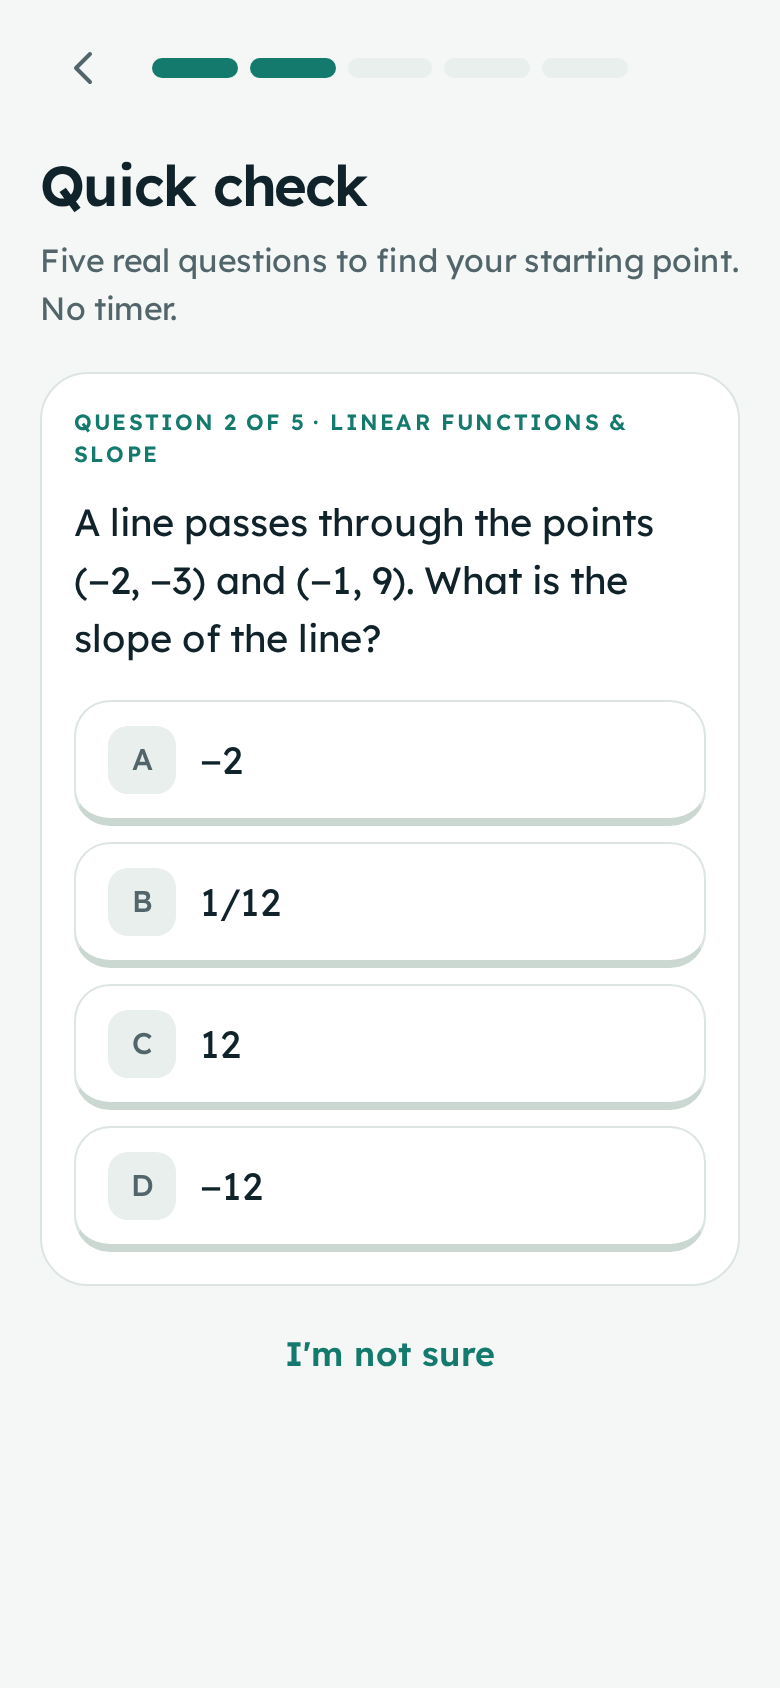 Quick check
Five real questions to find your starting point.
No timer.
QUESTION 2 OF 5 · LINEAR FUNCTIONS &
SLOPE
A line passes through the points
(−2, −3) and (−1, 9). What is the
slope of the line?
A −2
B 1/12
C 12
D −12
I'm not sure